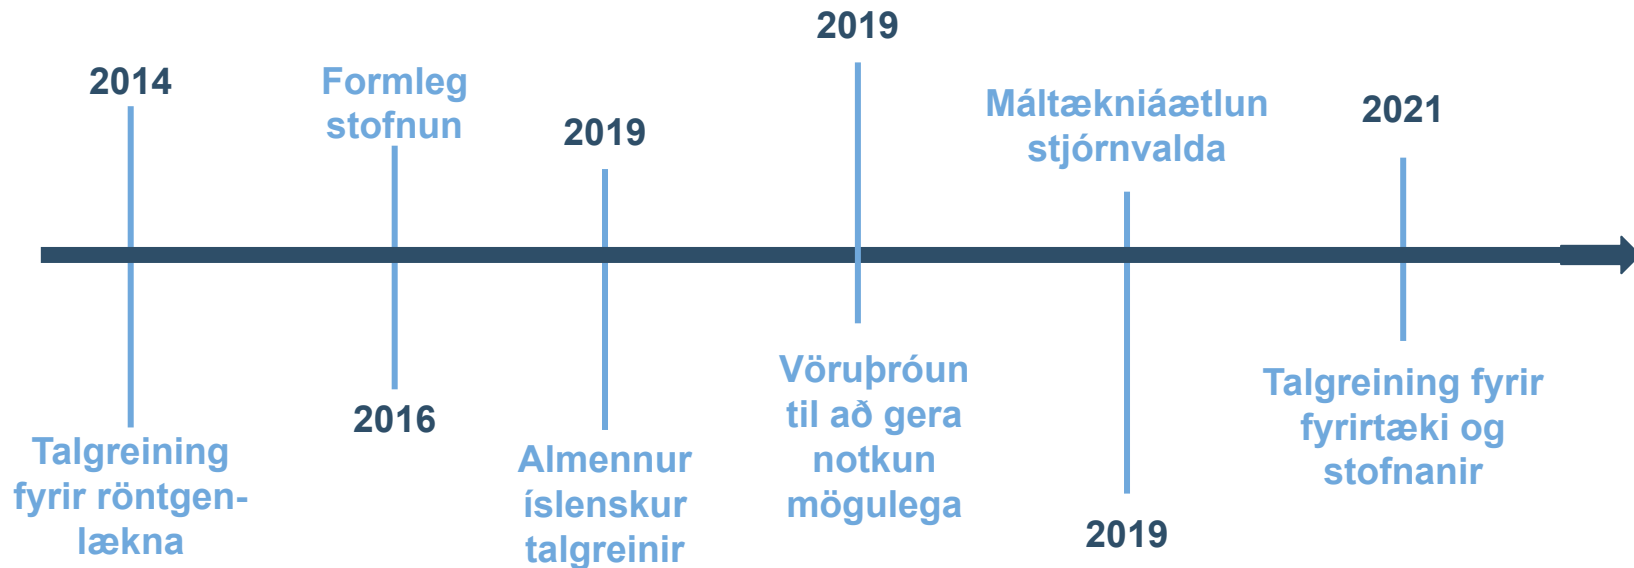 2014
Talgreining
fyrir röntgen-
lækna
Formleg
stofnun
2016
2019
Almennur
íslenskur
talgreinir
2019
Vöruþróun
til að gera
notkun
mögulega
Máltækniáætlun
stjórnvalda
2019
2021
Talgreining fyrir
fyrirtæki og
stofnanir